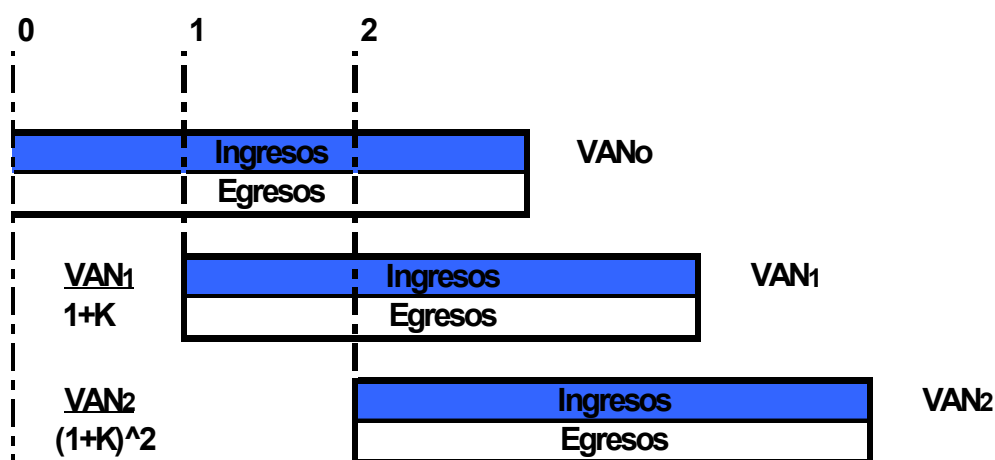 0 1 2
Ingresos VANo
Egresos
VAN1 Ingresos VAN1
1+K Egresos
VAN2 Ingresos VAN2
(1+K)^2 Egresos